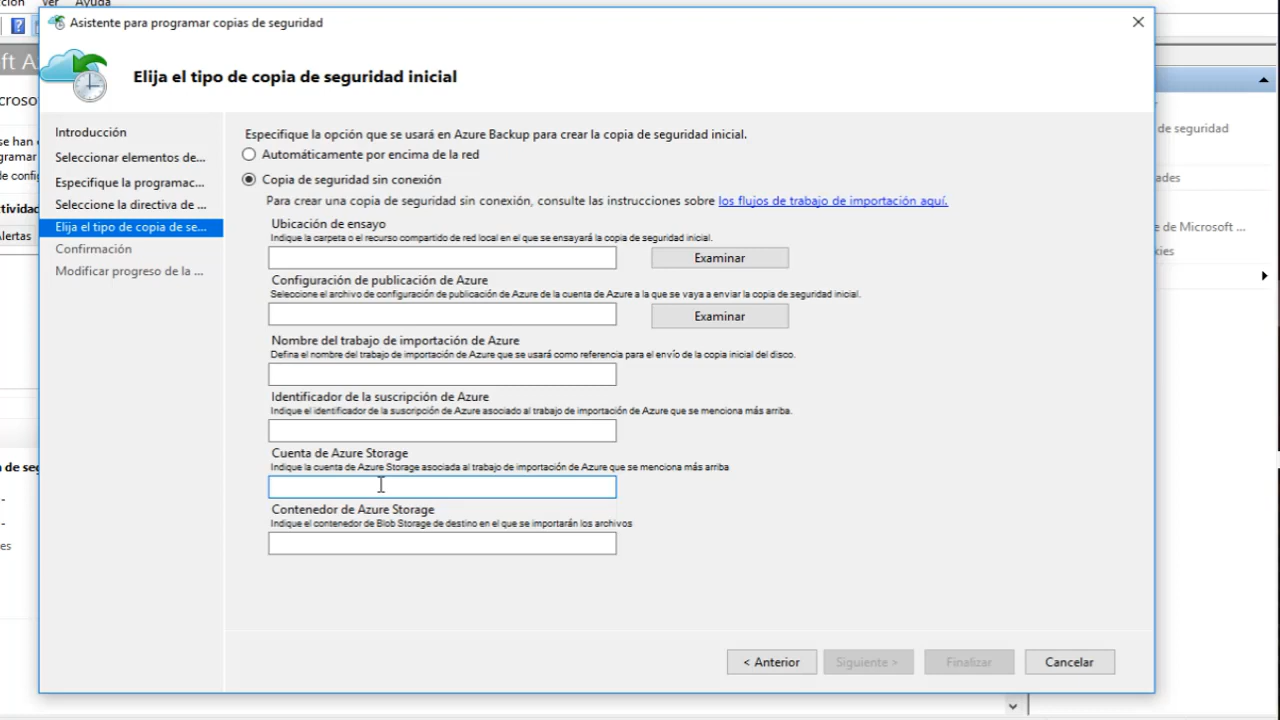 Ver
Ayuda
Asistente para programar copias de seguridad
Elija el tipo de copia de seguridad inicial
Introducción
Seleccionar elementos de...
Especifique la programac...
Seleccione la directiva de ...
Elija el tipo de copia de se...
Confirmación
Modificar progreso de la ...
Especifique la opción que se usará en Azure Backup para crear la copia de seguridad inicial.
Automáticamente por encima de la red
Copia de seguridad sin conexión
Para crear una copia de seguridad sin conexión, consulte las instrucciones sobre los flujos de trabajo de importación aquí.
Ubicación de ensayo
Indique la carpeta o el recurso compartido de red local en el que se ensayará la copia de seguridad inicial.
Examinar
Configuración de publicación de Azure
Seleccione el archivo de configuración de publicación de Azure de la cuenta de Azure a la que se vaya a enviar la copia de seguridad inicial.
Examinar
Nombre del trabajo de importación de Azure
Defina el nombre del trabajo de importación de Azure que se usará como referencia para el envío de la copia inicial del disco.
Identificador de la suscripción de Azure
Indique el identificador de la suscripción de Azure asociado al trabajo de importación de Azure que se menciona más arriba.
Cuenta de Azure Storage
Indique la cuenta de Azure Storage asociada al trabajo de importación de Azure que se menciona más arriba
Contenedor de Azure Storage
Indique el contenedor de Blob Storage de destino en el que se importarán los archivos
< Anterior
Siguiente >
Finalizar
Cancelar
ft A
se han
gramar
de config
tividad
lertas
de seg
es
de seguridad
ades
e de Microsoft ...
ies